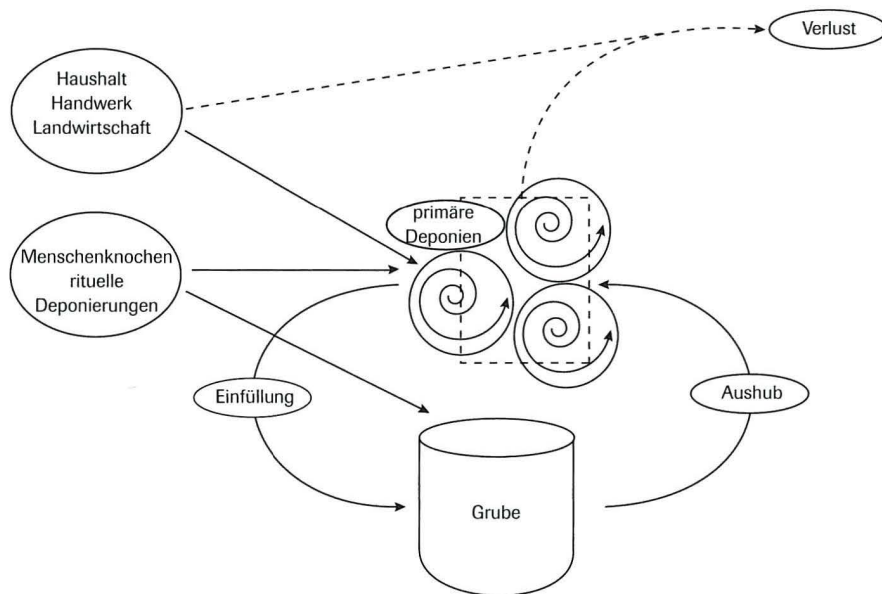 Verlust
Haushalt
Handwerk
Landwirtschaft
primäre
Deponien
Menschenknochen
rituelle
Deponierungen
Einfüllung
Aushub
Grube